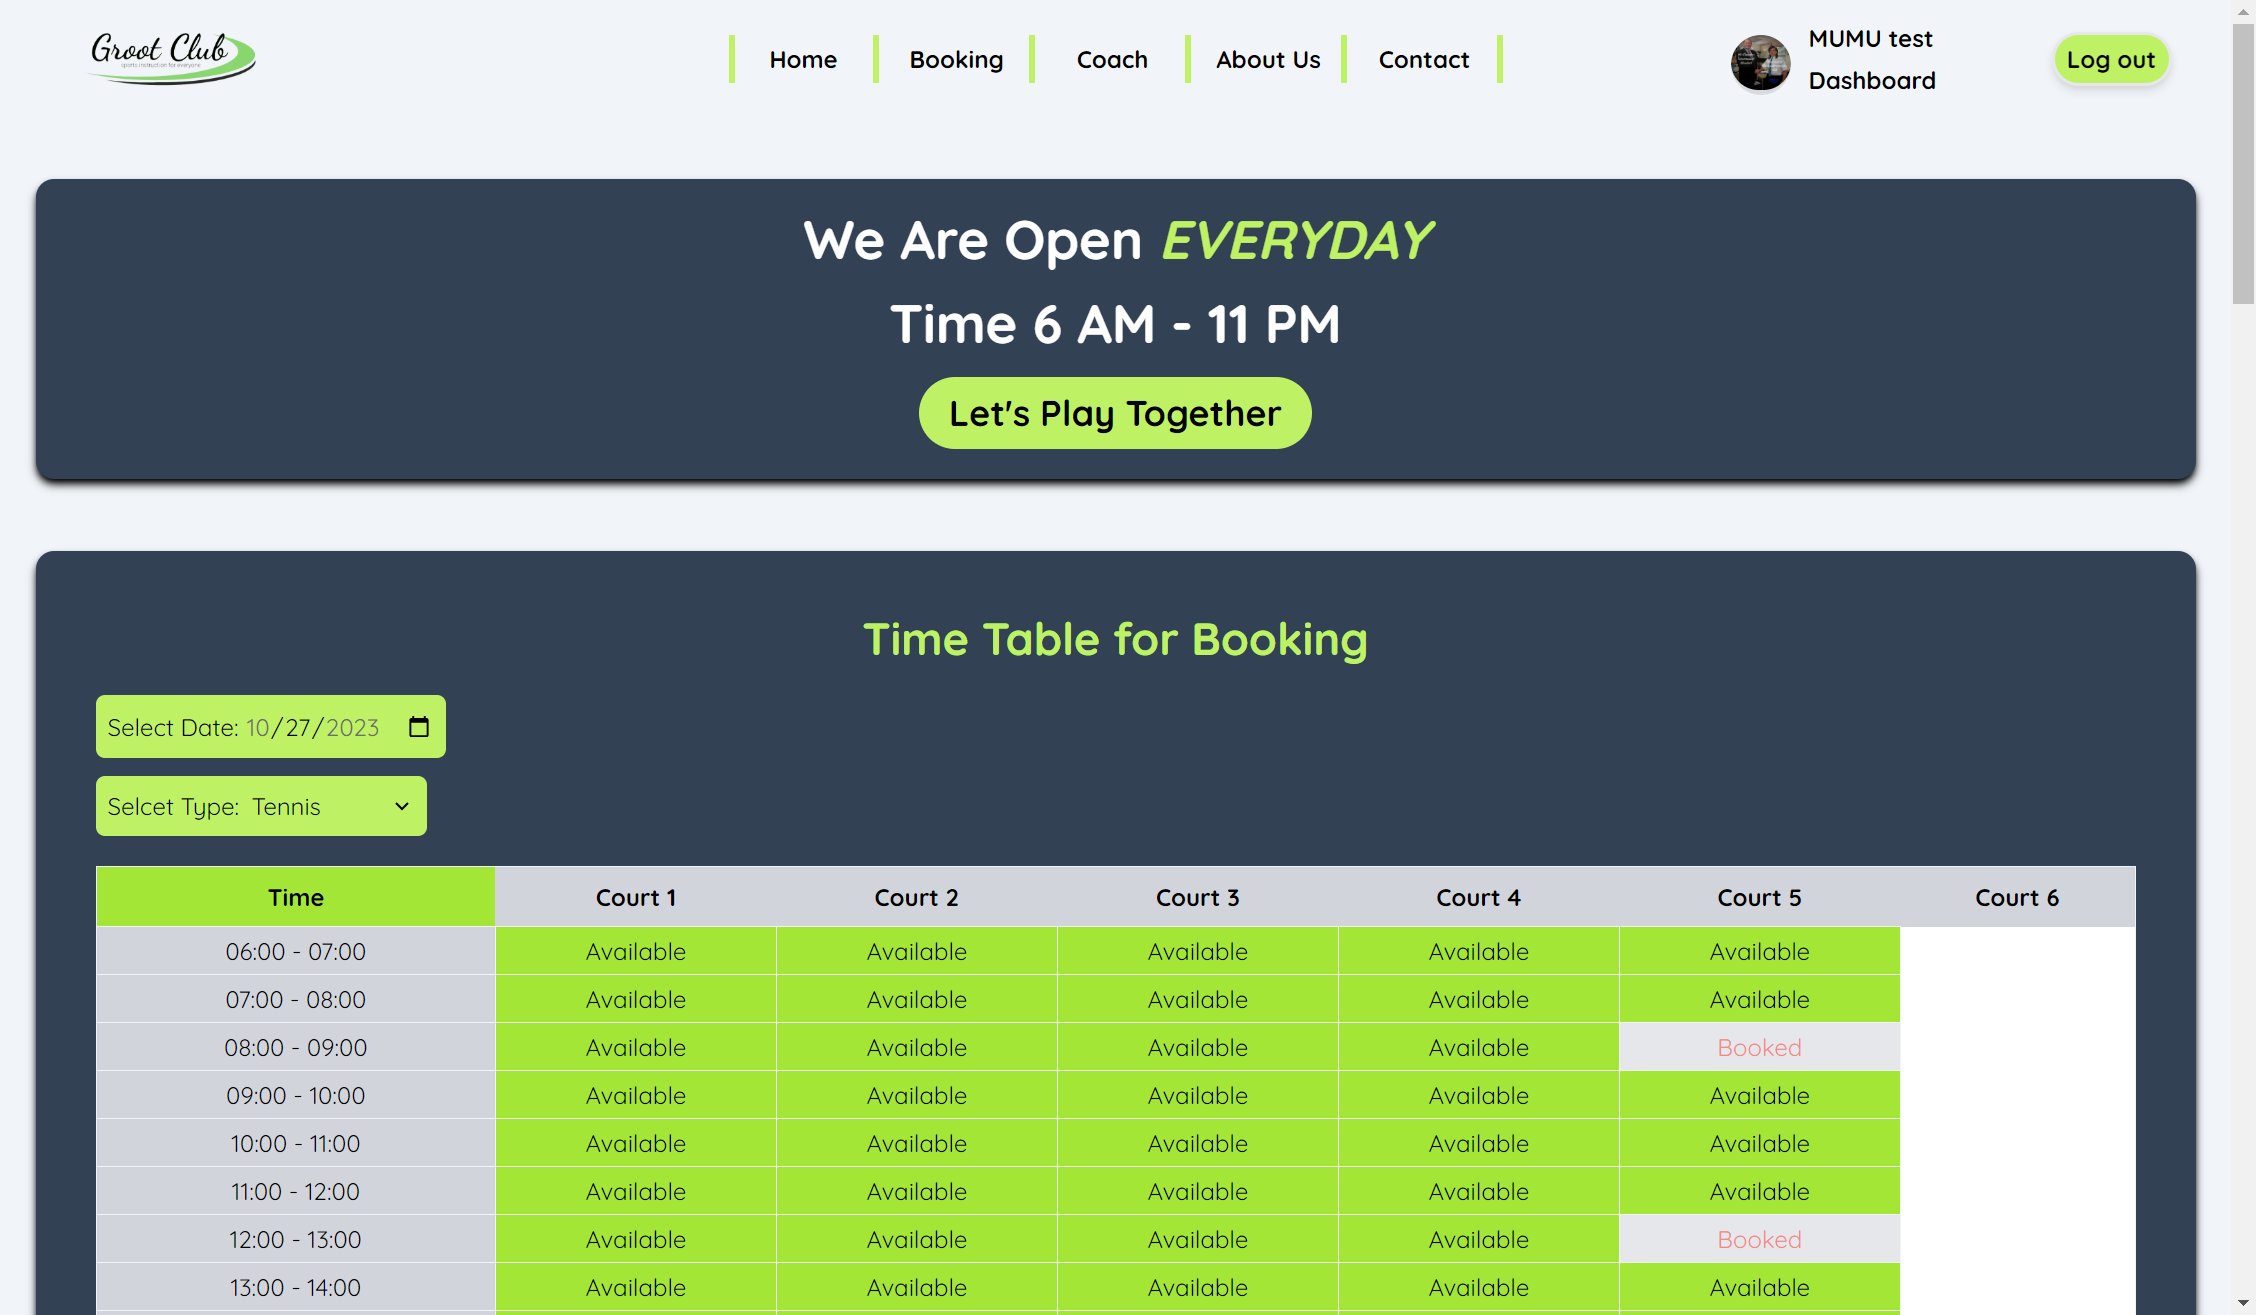 Groot Club
sports instruction for everyone
Home Booking Coach About Us Contact
MUMU test
Dashboard
Log out
We Are Open EVERYDAY
Time 6 AM - 11 PM
Let's Play Together
Time Table for Booking
Select Date: 10/27/2023
Selcet Type: Tennis
Time Court 1 Court 2 Court 3 Court 4 Court 5 Court 6
06:00 - 07:00 Available Available Available Available Available
07:00 - 08:00 Available Available Available Available Available
08:00 - 09:00 Available Available Available Available Booked
09:00 - 10:00 Available Available Available Available Available
10:00 - 11:00 Available Available Available Available Available
11:00 - 12:00 Available Available Available Available Available
12:00 - 13:00 Available Available Available Available Booked
13:00 - 14:00 Available Available Available Available Available